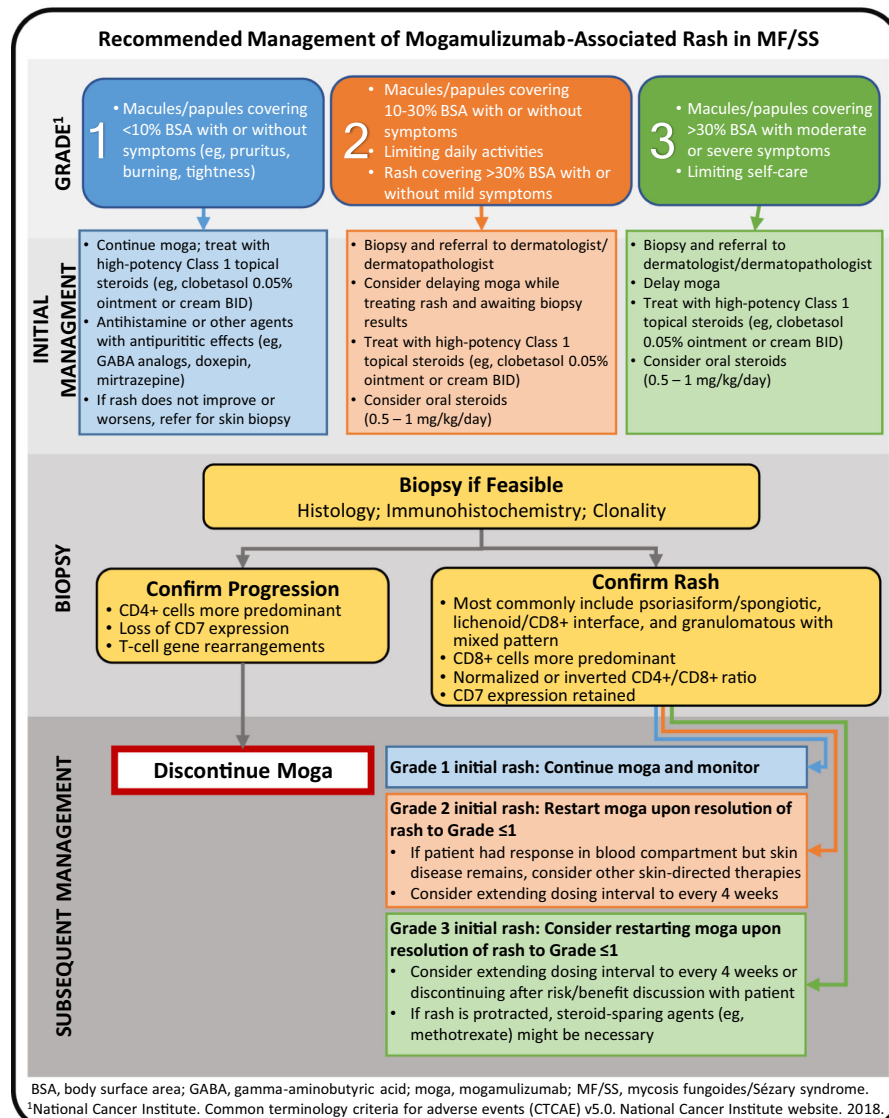 Recommended Management of Mogamulizumab-Associated Rash in MF/SS
GRADE¹
1
• Macules/papules covering
<10% BSA with or without
symptoms (eg, pruritus,
burning, tightness)
2
• Macules/papules covering
10-30% BSA with or without
symptoms
• Limiting daily activities
• Rash covering >30% BSA with or
without mild symptoms
3
• Macules/papules covering
>30% BSA with moderate
or severe symptoms
• Limiting self-care
INITIAL
MANAGMENT
• Continue moga; treat with
high-potency Class 1 topical
steroids (eg, clobetasol 0.05%
ointment or cream BID)
• Antihistamine or other agents
with antipurititic effects (eg,
GABA analogs, doxepin,
mirtrazepine)
• If rash does not improve or
worsens, refer for skin biopsy
• Biopsy and referral to dermatologist/
dermatopathologist
• Consider delaying moga while
treating rash and awaiting biopsy
results
• Treat with high-potency Class 1
topical steroids (eg, clobetasol 0.05%
ointment or cream BID)
• Consider oral steroids
(0.5 – 1 mg/kg/day)
• Biopsy and referral to
dermatologist/dermatopathologist
• Delay moga
• Treat with high-potency Class 1
topical steroids (eg, clobetasol
0.05% ointment or cream BID)
• Consider oral steroids
(0.5 – 1 mg/kg/day)
BIOPSY
Biopsy if Feasible
Histology; Immunohistochemistry; Clonality
Confirm Progression
• CD4+ cells more predominant
• Loss of CD7 expression
• T-cell gene rearrangements
Confirm Rash
• Most commonly include psoriasiform/spongiotic,
lichenoid/CD8+ interface, and granulomatous with
mixed pattern
• CD8+ cells more predominant
• Normalized or inverted CD4+/CD8+ ratio
• CD7 expression retained
SUBSEQUENT MANAGEMENT
Discontinue Moga
Grade 1 initial rash: Continue moga and monitor
Grade 2 initial rash: Restart moga upon resolution of
rash to Grade ≤1
• If patient had response in blood compartment but skin
disease remains, consider other skin-directed therapies
• Consider extending dosing interval to every 4 weeks
Grade 3 initial rash: Consider restarting moga upon
resolution of rash to Grade ≤1
• Consider extending dosing interval to every 4 weeks or
discontinuing after risk/benefit discussion with patient
• If rash is protracted, steroid-sparing agents (eg,
methotrexate) might be necessary
BSA, body surface area; GABA, gamma-aminobutyric acid; moga, mogamulizumab; MF/SS, mycosis fungoides/Sézary syndrome.
¹National Cancer Institute. Common terminology criteria for adverse events (CTCAE) v5.0. National Cancer Institute website. 2018.